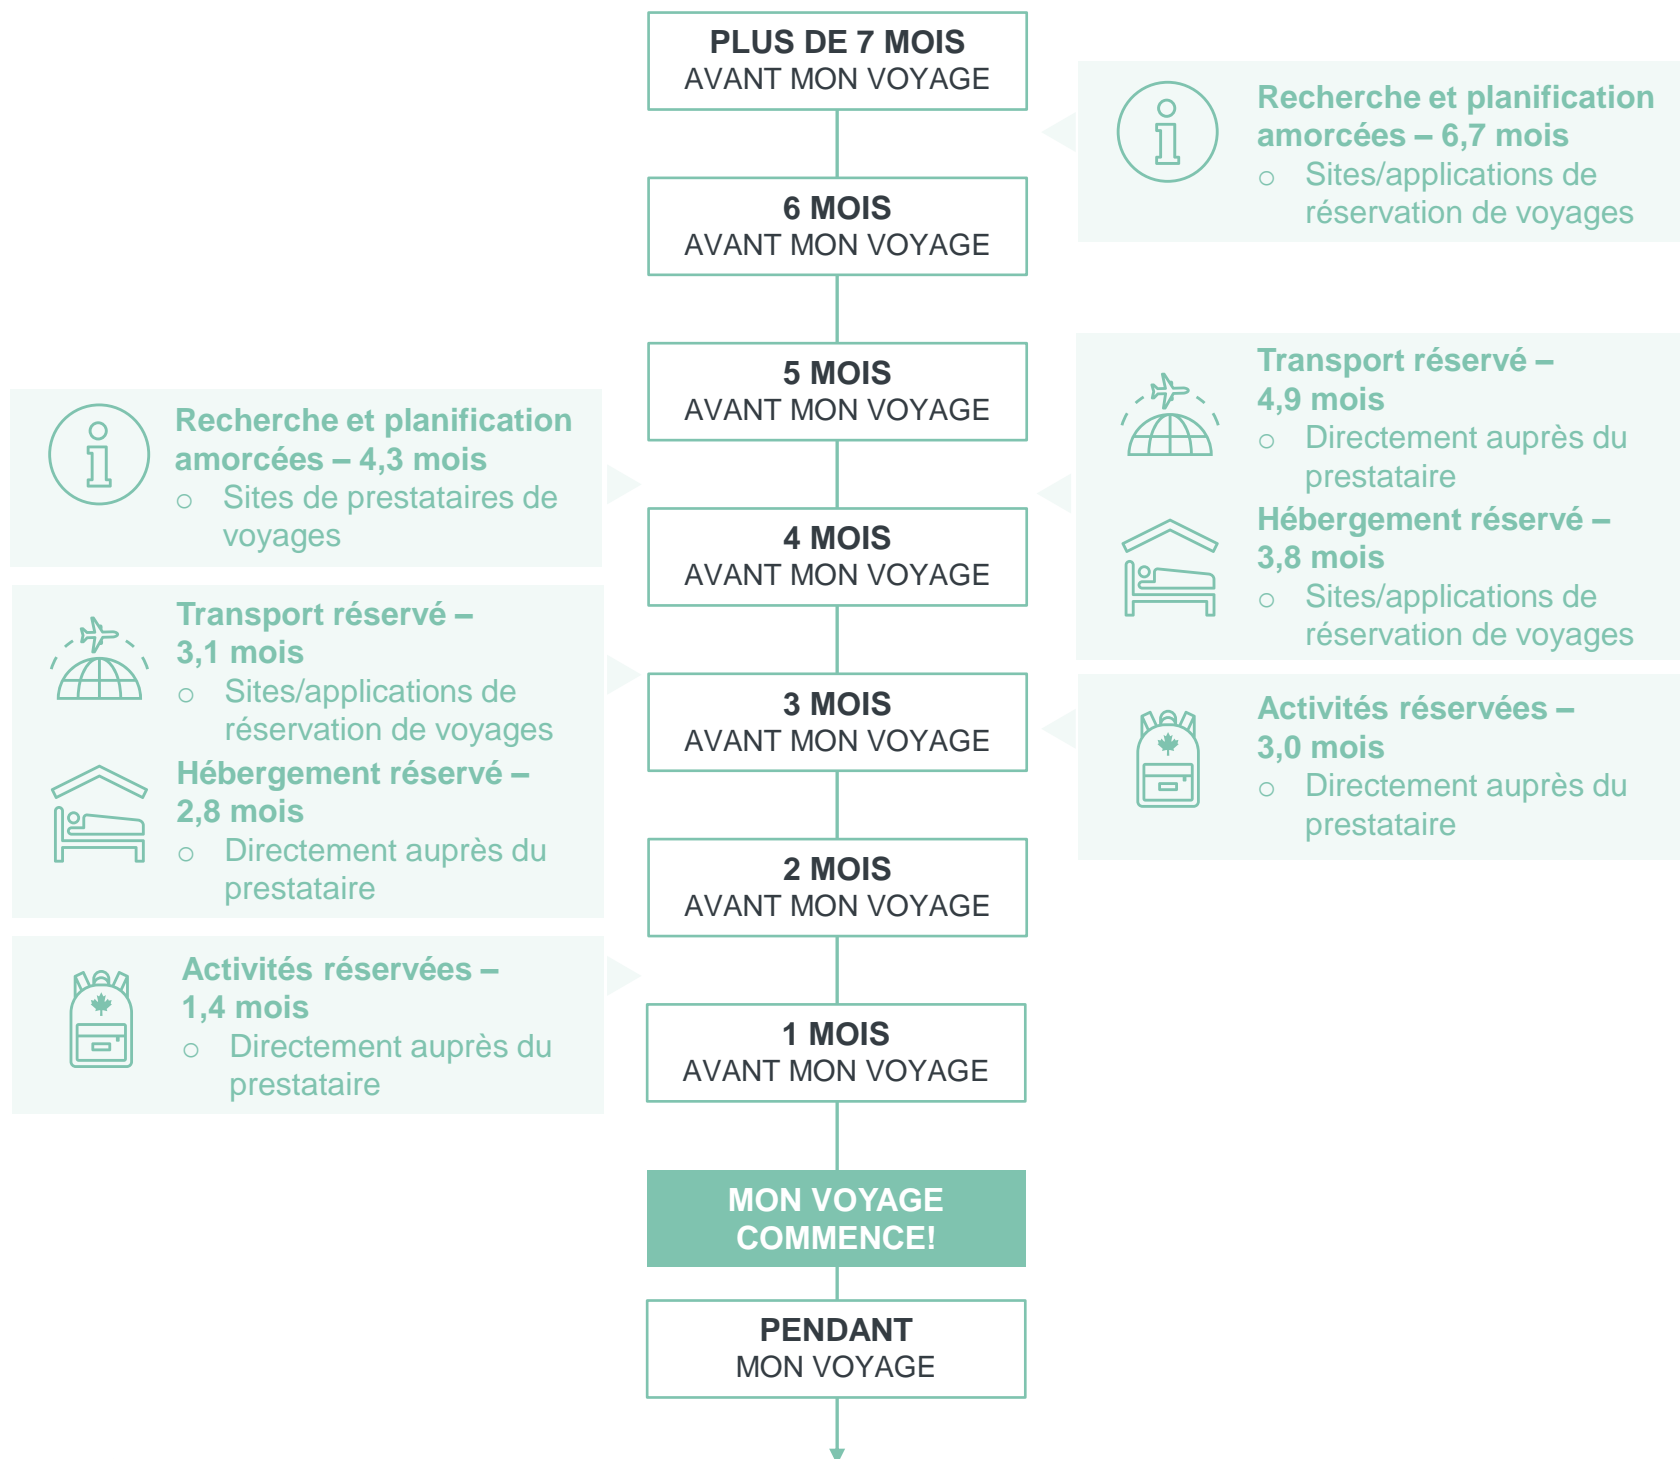 PLUS DE 7 MOIS
AVANT MON VOYAGE
Recherche et planification
amorcées – 6,7 mois
o Sites/applications de
réservation de voyages
6 MOIS
AVANT MON VOYAGE
5 MOIS
AVANT MON VOYAGE
Transport réservé –
4,9 mois
o Directement auprès du
prestataire
Hébergement réservé –
3,8 mois
o Sites/applications de
réservation de voyages
Recherche et planification
amorcées – 4,3 mois
o Sites de prestataires de
voyages
4 MOIS
AVANT MON VOYAGE
Transport réservé –
3,1 mois
o Sites/applications de
réservation de voyages
Hébergement réservé –
2,8 mois
o Directement auprès du
prestataire
3 MOIS
AVANT MON VOYAGE
Activités réservées –
3,0 mois
o Directement auprès du
prestataire
2 MOIS
AVANT MON VOYAGE
Activités réservées –
1,4 mois
o Directement auprès du
prestataire
1 MOIS
AVANT MON VOYAGE
MON VOYAGE
COMMENCE!
PENDANT
MON VOYAGE